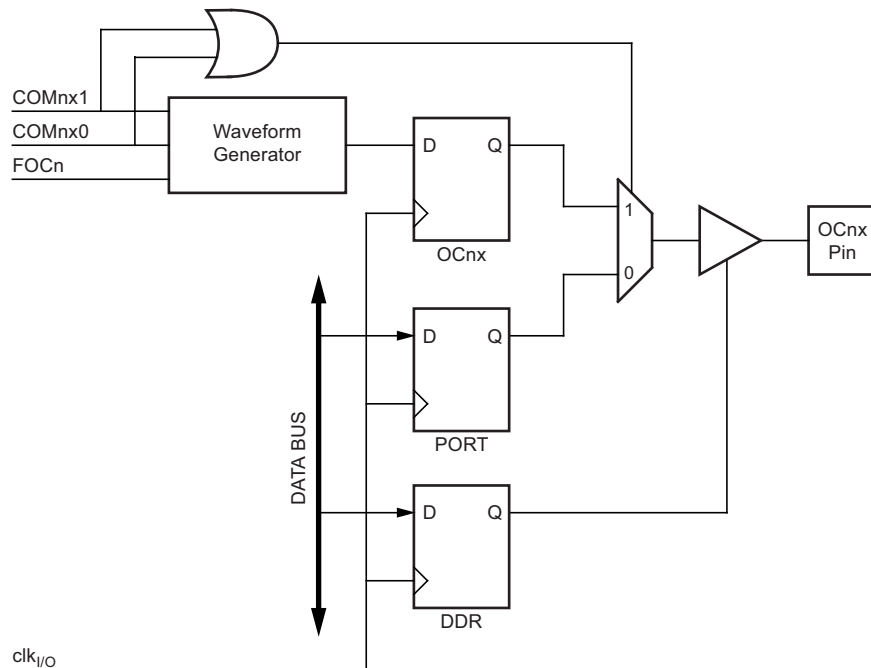 COMnx1
COMnx0
FOCn
Waveform
Generator
D
Q
OCnx
1
0
OCnx
Pin
D
Q
PORT
DATA BUS
D
Q
DDR
clkI/O